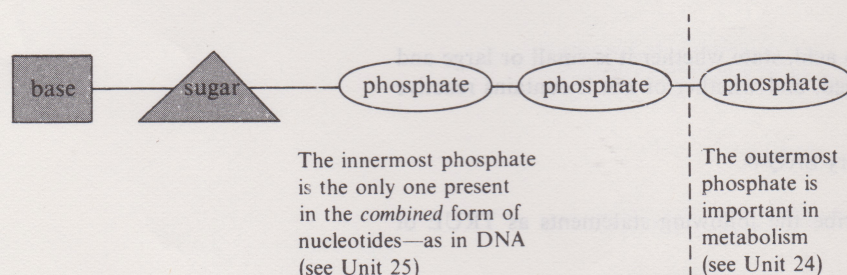 base sugar phosphate phosphate phosphate
The innermost phosphate
is the only one present
in the combined form of
nucleotides—as in DNA
(see Unit 25)
The outermost
phosphate is
important in
metabolism
(see Unit 24)